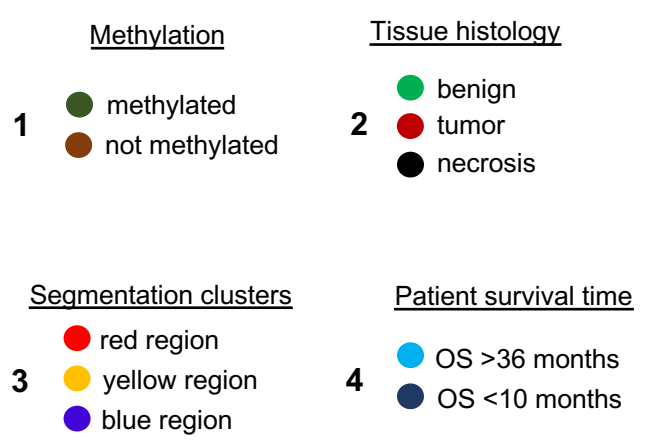 Methylation
1
methylated
not methylated
Tissue histology
2
benign
tumor
necrosis
Segmentation clusters
3
red region
yellow region
blue region
Patient survival time
4
OS >36 months
OS <10 months